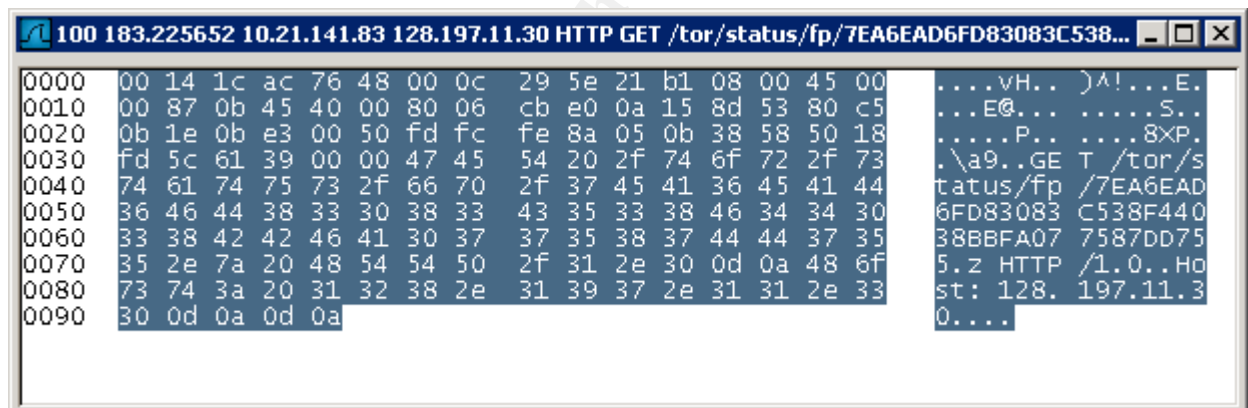 100 183.225652 10.21.141.83 128.197.11.30 HTTP GET /tor/status/fp/7EA6EAD6FD83083C538...
0000 00 14 1c ac 76 48 00 0c 29 5e 21 b1 08 00 45 00 ....vH.. )^!...E.
0010 00 87 0b 45 40 00 80 06 cb e0 0a 15 8d 53 80 c5 ...E@... .....S..
0020 0b 1e 0b e3 00 50 fd fc fe 8a 05 0b 38 58 50 18 .....P.. ....8XP.
0030 fd 5c 61 39 00 00 47 45 54 20 2f 74 6f 72 2f 73 .\a9..GE T /tor/s
0040 74 61 74 75 73 2f 66 70 2f 37 45 41 36 45 41 44 tatus/fp /7EA6EAD
0050 36 46 44 38 33 30 38 33 43 35 33 38 46 34 34 30 6FD83083 C538F440
0060 33 38 42 42 46 41 30 37 37 35 38 37 44 44 37 35 38BBFA07 7587DD75
0070 35 2e 7a 20 48 54 54 50 2f 31 2e 30 0d 0a 48 6f 5.z HTTP /1.0..Ho
0080 73 74 3a 20 31 32 38 2e 31 39 37 2e 31 31 2e 33 st: 128. 197.11.3
0090 30 0d 0a 0d 0a 0....